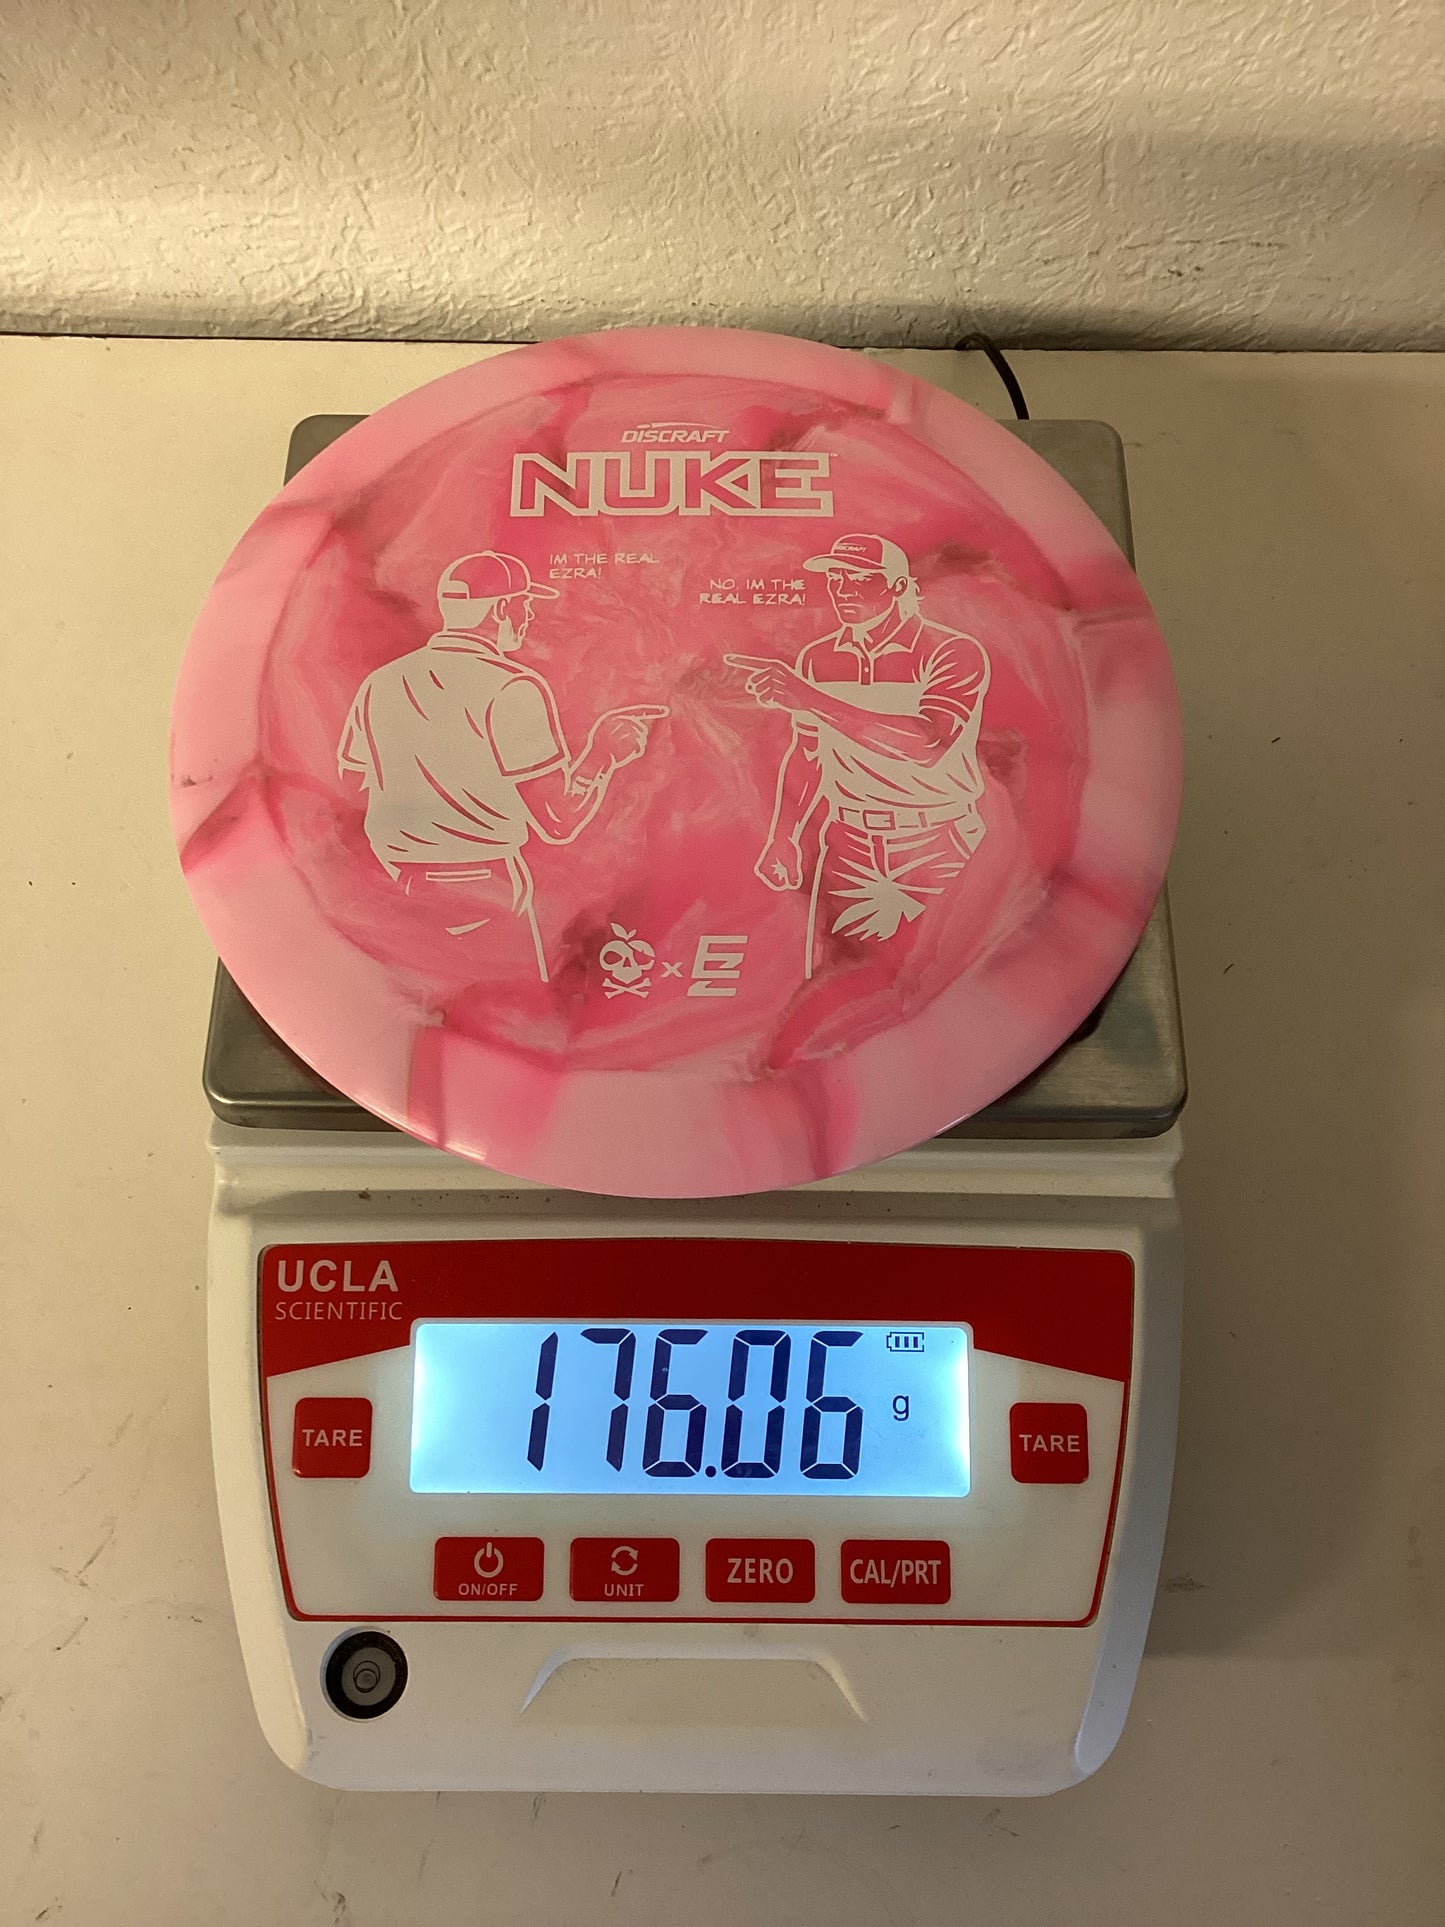 DISCRAFT
NUKE™
IM THE REAL
EZRA!
NO, IM THE
REAL EZRA!
DISCRAFT
x E
UCLA
SCIENTIFIC
176.06 g
TARE
TARE
ON/OFF
UNIT
ZERO
CAL/PRT